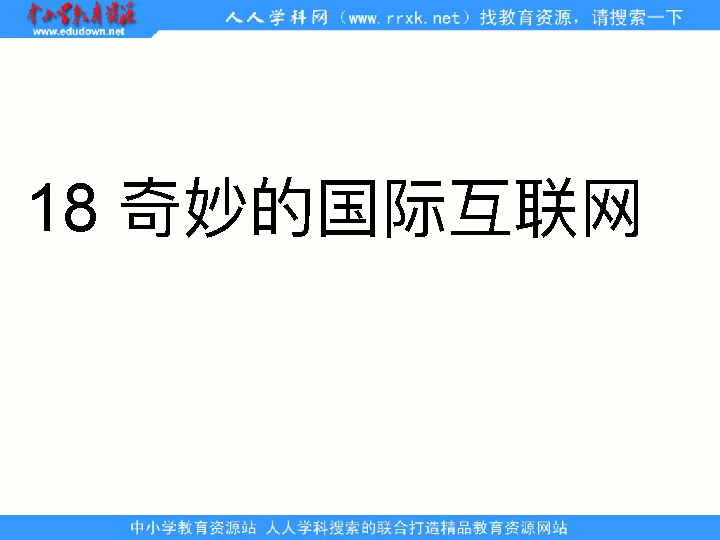 中小学教育资源
www.edudown.net
人人学科网（www.rrxk.net）找教育资源，请搜索一下
18 奇妙的国际互联网
中小学教育资源站 人人学科搜索的联合打造精品教育资源网站